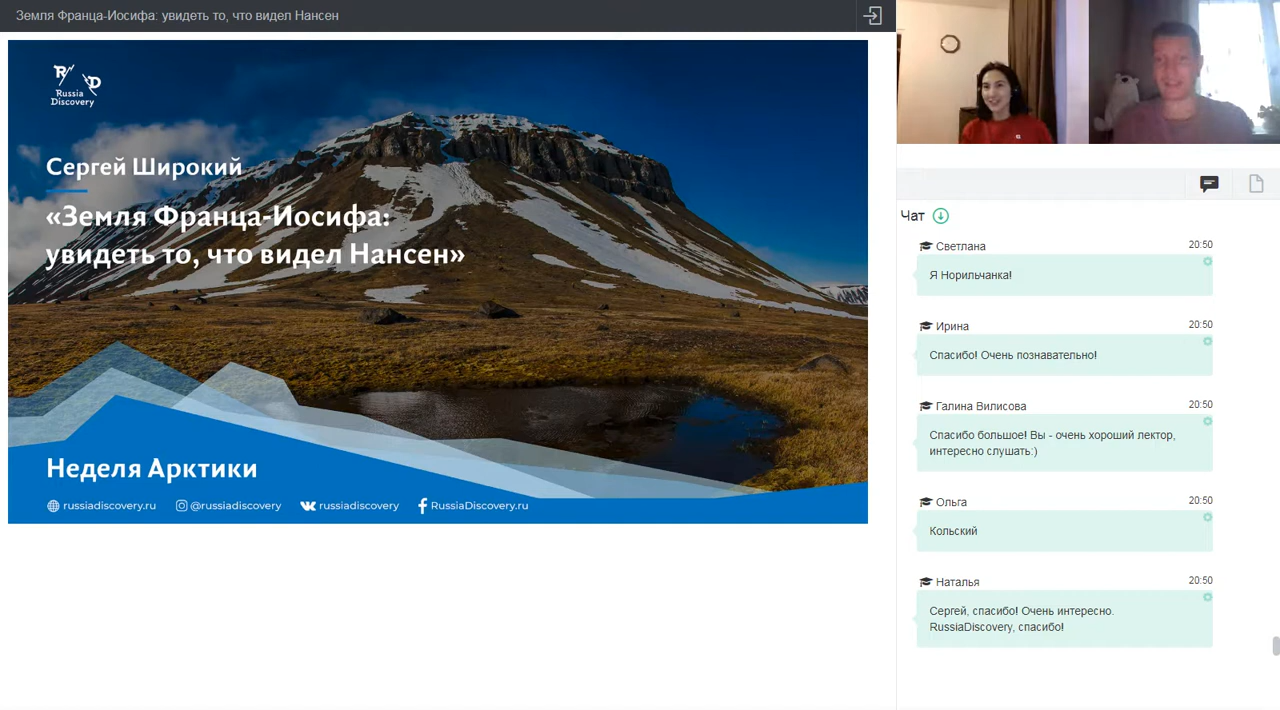 Земля Франца-Иосифа: увидеть то, что видел Нансен
R D
Russia
Discovery
Сергей Широкий
«Земля Франца-Иосифа:
увидеть то, что видел Нансен»
Неделя Арктики
russiadiscovery.ru @russiadiscovery russiadiscovery RussiaDiscovery.ru
Чат
Светлана 20:50
Я Норильчанка!
Ирина 20:50
Спасибо! Очень познавательно!
Галина Вилисова 20:50
Спасибо большое! Вы - очень хороший лектор,
интересно слушать:)
Ольга 20:50
Кольский
Наталья 20:50
Сергей, спасибо! Очень интересно.
RussiaDiscovery, спасибо!